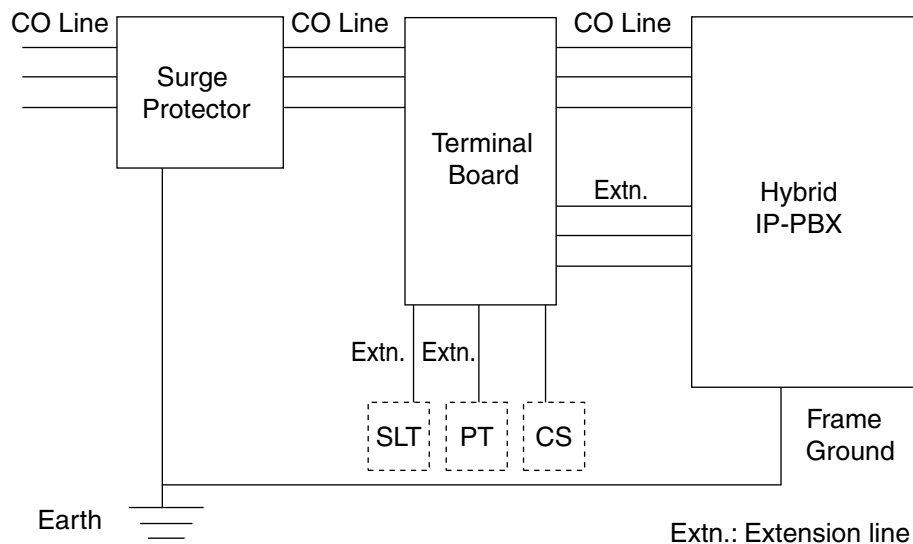 CO Line
CO Line
CO Line
Surge
Protector
Terminal
Board
Extn.
Hybrid
IP-PBX
Extn.
Extn.
SLT
PT
CS
Frame
Ground
Earth
Extn.: Extension line